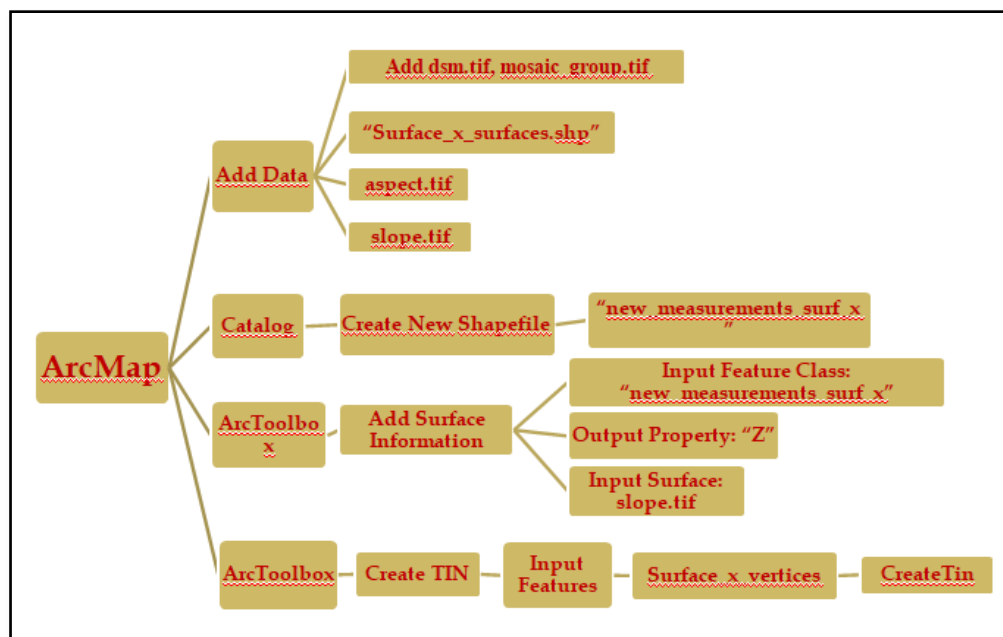 Add dsm.tif, mosaic_group.tif
“Surface_x_surfaces.shp”
Add Data
aspect.tif
slope.tif
Catalog
Create New Shapefile
“new_measurements_surf_x
”
ArcMap
ArcToolbo
x
Add Surface
Information
Input Feature Class:
“new_measurements_surf_x”
Output Property: “Z”
Input Surface:
slope.tif
ArcToolbox
Create TIN
Input
Features
Surface_x_vertices
CreateTin